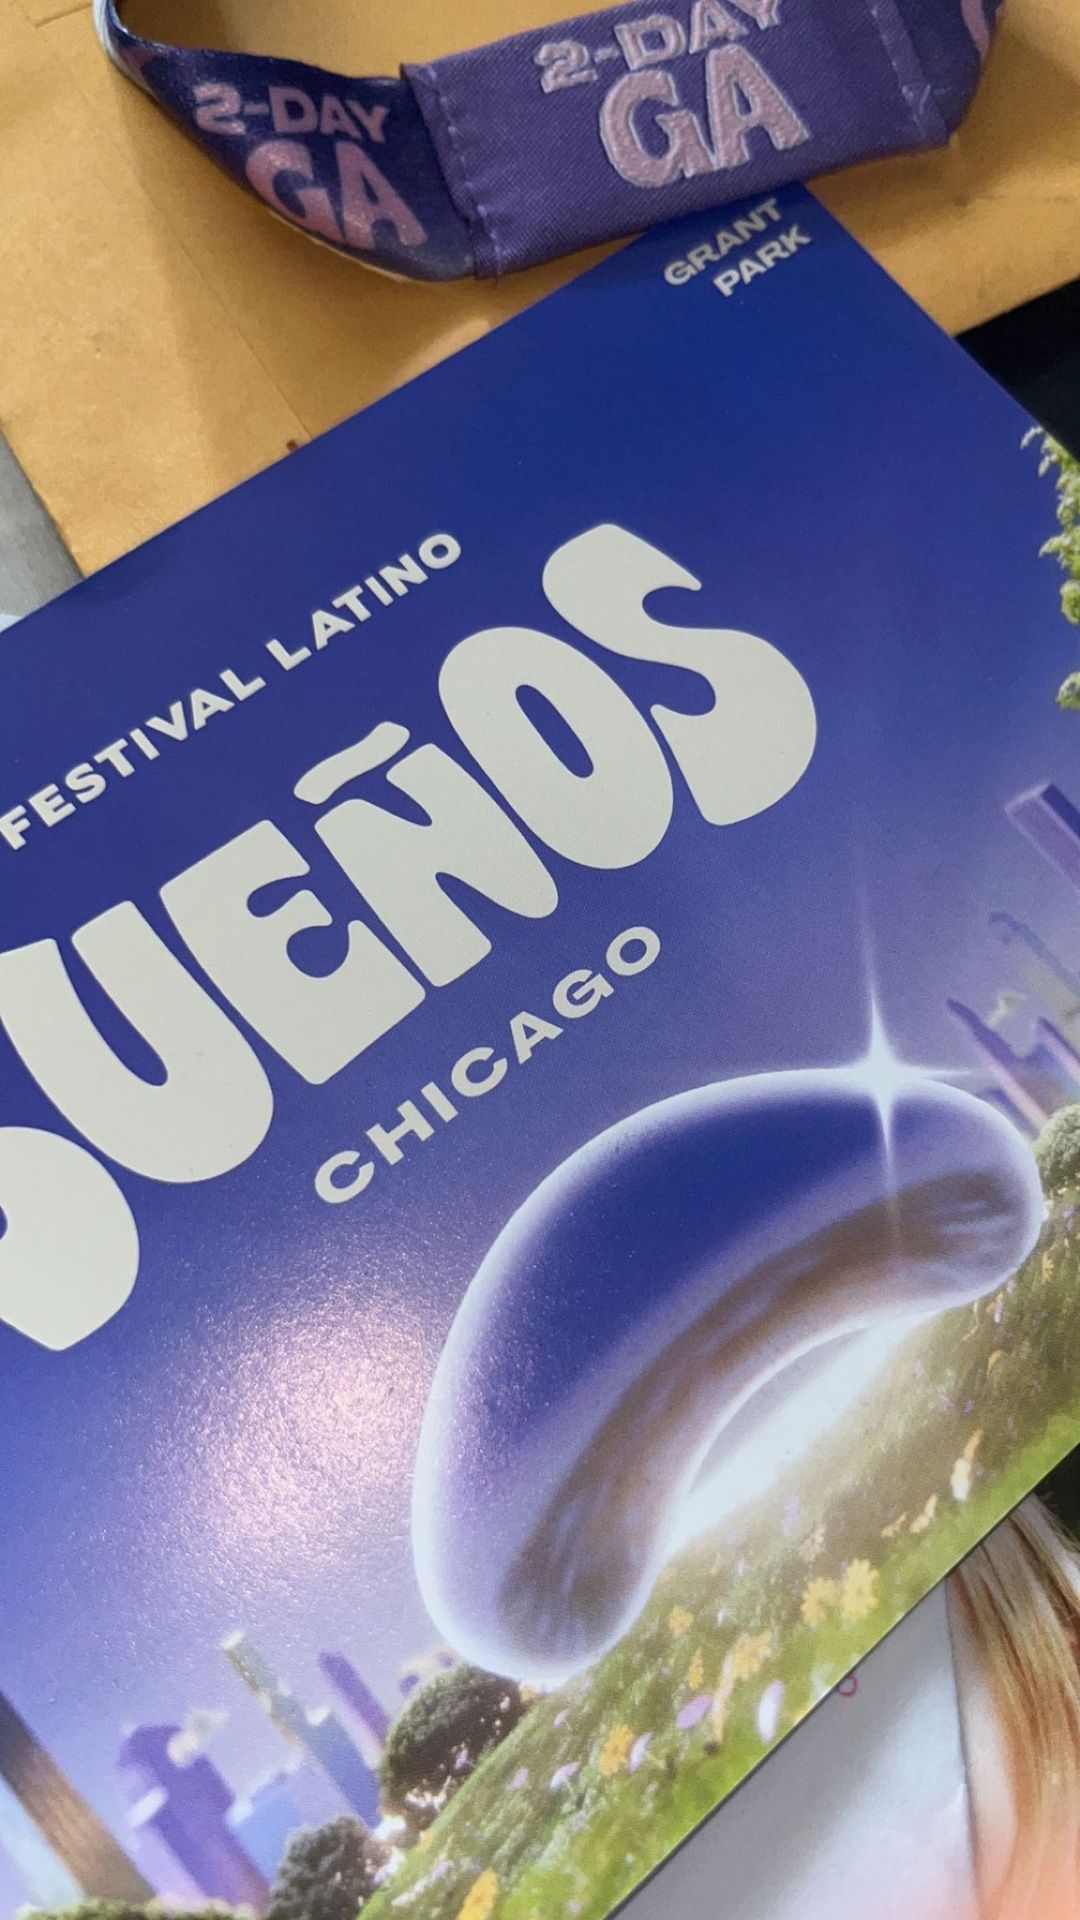 2-DAY
GA
2-DAY
GA
GRANT
PARK
FESTIVAL LATINO
SUEÑOS
CHICAGO